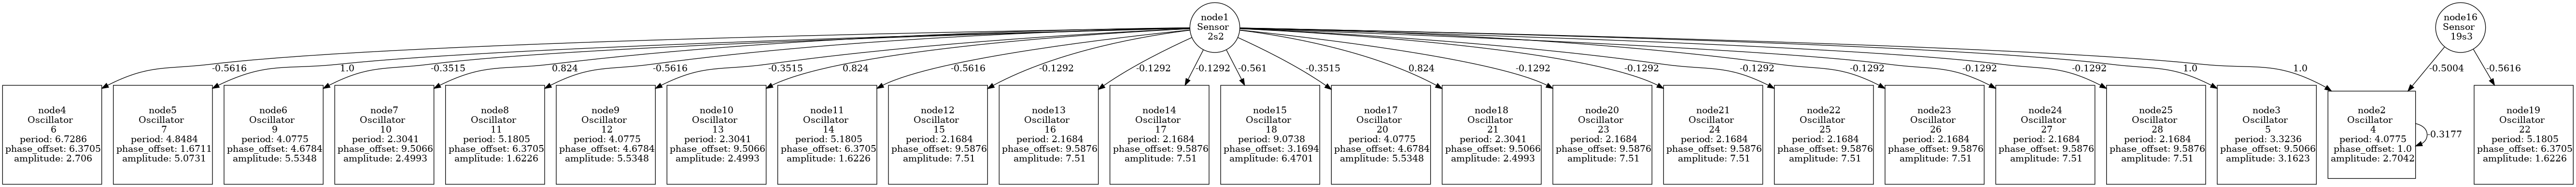 node1
Sensor
2s2
node16
Sensor
19s3
-0.5616
1.0
-0.3515
0.824
-0.5616
-0.3515
0.824
-0.5616
-0.1292
-0.1292
-0.1292
-0.561
-0.3515
0.824
-0.1292
-0.1292
-0.1292
-0.1292
-0.1292
-0.1292
1.0
1.0
-0.5004
-0.5616
node4
Oscillator
6
period: 6.7286
phase_offset: 6.3705
amplitude: 2.706
node5
Oscillator
7
period: 4.8484
phase_offset: 1.6711
amplitude: 5.0731
node6
Oscillator
9
period: 4.0775
phase_offset: 4.6784
amplitude: 5.5348
node7
Oscillator
10
period: 2.3041
phase_offset: 9.5066
amplitude: 2.4993
node8
Oscillator
11
period: 5.1805
phase_offset: 6.3705
amplitude: 1.6226
node9
Oscillator
12
period: 4.0775
phase_offset: 4.6784
amplitude: 5.5348
node10
Oscillator
13
period: 2.3041
phase_offset: 9.5066
amplitude: 2.4993
node11
Oscillator
14
period: 5.1805
phase_offset: 6.3705
amplitude: 1.6226
node12
Oscillator
15
period: 2.1684
phase_offset: 9.5876
amplitude: 7.51
node13
Oscillator
16
period: 2.1684
phase_offset: 9.5876
amplitude: 7.51
node14
Oscillator
17
period: 2.1684
phase_offset: 9.5876
amplitude: 7.51
node15
Oscillator
18
period: 9.0738
phase_offset: 3.1694
amplitude: 6.4701
node17
Oscillator
20
period: 4.0775
phase_offset: 4.6784
amplitude: 5.5348
node18
Oscillator
21
period: 2.3041
phase_offset: 9.5066
amplitude: 2.4993
node20
Oscillator
23
period: 2.1684
phase_offset: 9.5876
amplitude: 7.51
node21
Oscillator
24
period: 2.1684
phase_offset: 9.5876
amplitude: 7.51
node22
Oscillator
25
period: 2.1684
phase_offset: 9.5876
amplitude: 7.51
node23
Oscillator
26
period: 2.1684
phase_offset: 9.5876
amplitude: 7.51
node24
Oscillator
27
period: 2.1684
phase_offset: 9.5876
amplitude: 7.51
node25
Oscillator
28
period: 2.1684
phase_offset: 9.5876
amplitude: 7.51
node3
Oscillator
5
period: 3.3236
phase_offset: 9.5066
amplitude: 3.1623
node2
Oscillator
4
period: 4.0775
phase_offset: 1.0
amplitude: 2.7042
-0.3177
node19
Oscillator
22
period: 5.1805
phase_offset: 6.3705
amplitude: 1.6226